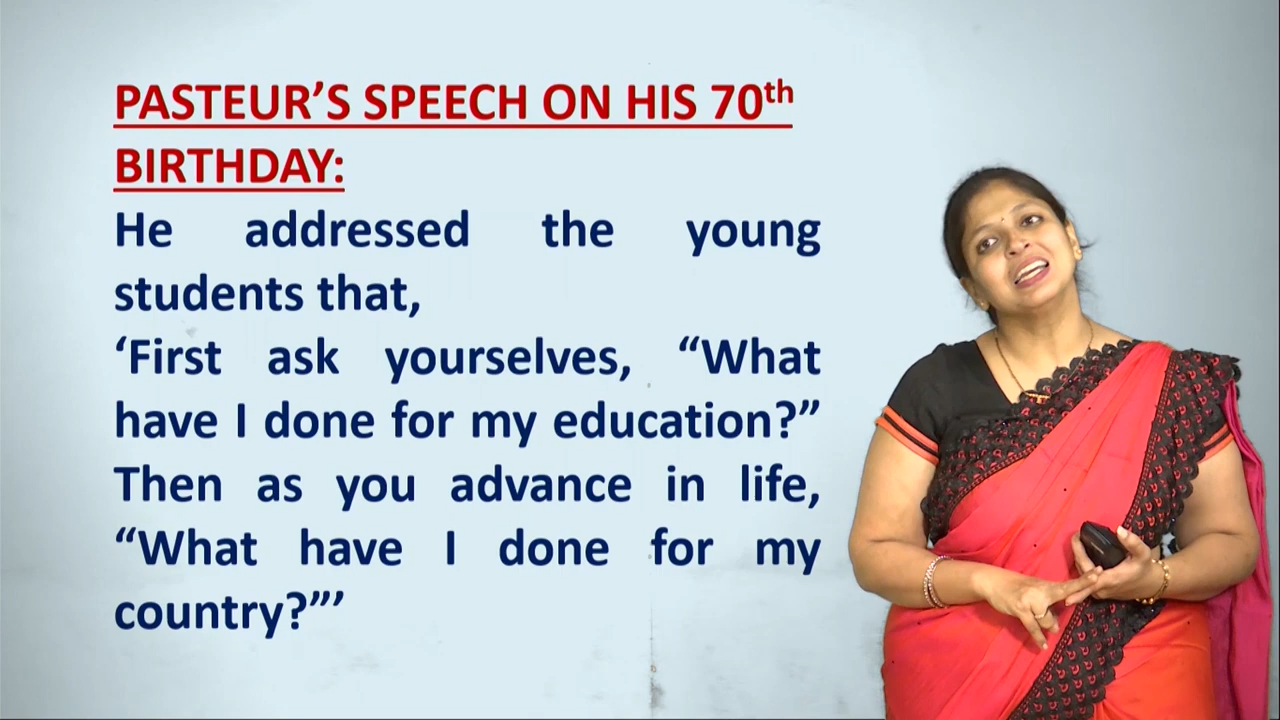 PASTEUR’S SPEECH ON HIS 70th
BIRTHDAY:
He addressed the young
students that,
‘First ask yourselves, “What
have I done for my education?”
Then as you advance in life,
“What have I done for my
country?”’